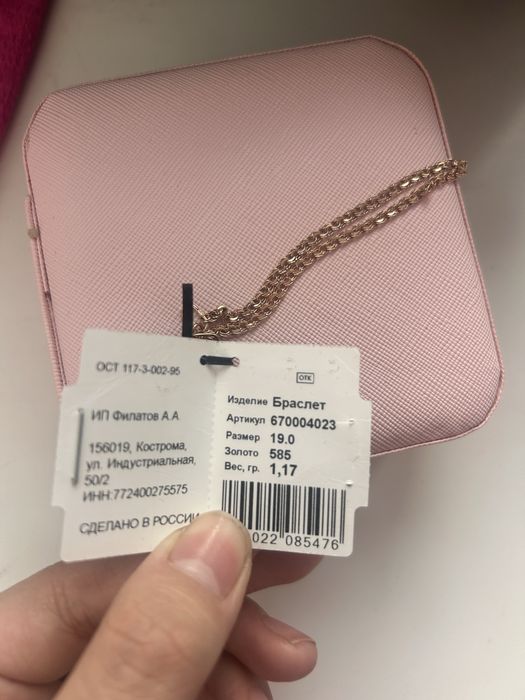 ОСТ 117-3-002-95
ИП Филатов А.А
156019, Кострома,
ул. Индустриальная,
50/2
ИНН:772400275575
СДЕЛАНО В РОССИИ
ОТК
Изделие Браслет
Артикул 670004023
Размер 19.0
Золото 585
Вес, гр. 1,17
022 085476